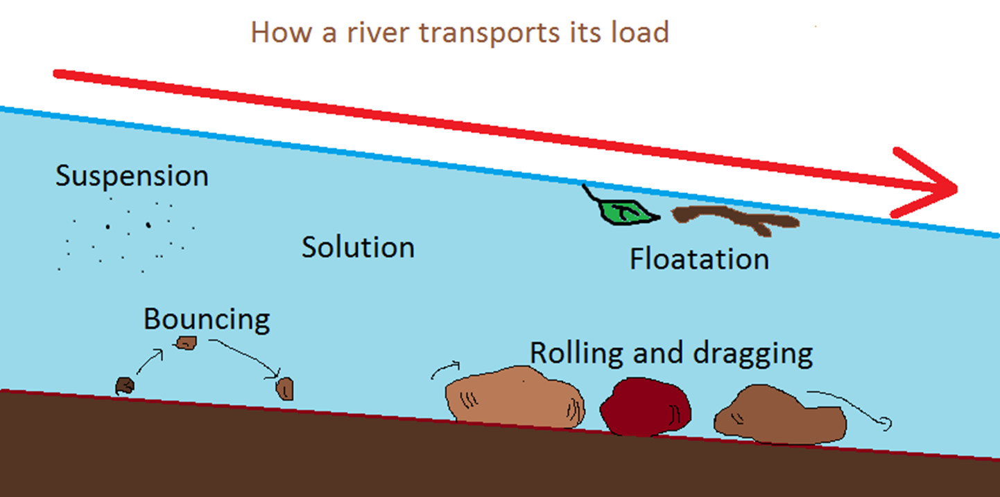 How a river transports its load
Suspension
Solution
Floatation
Bouncing
Rolling and dragging